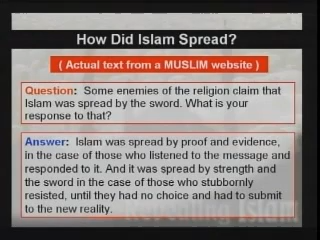 How Did Islam Spread?
( Actual text from a MUSLIM website )
Question: Some enemies of the religion claim that
Islam was spread by the sword. What is your
response to that?
Answer: Islam was spread by proof and evidence,
in the case of those who listened to the message and
responded to it. And it was spread by strength and
the sword in the case of those who stubbornly
resisted, until they had no choice and had to submit
to the new reality.
Revealing Islam